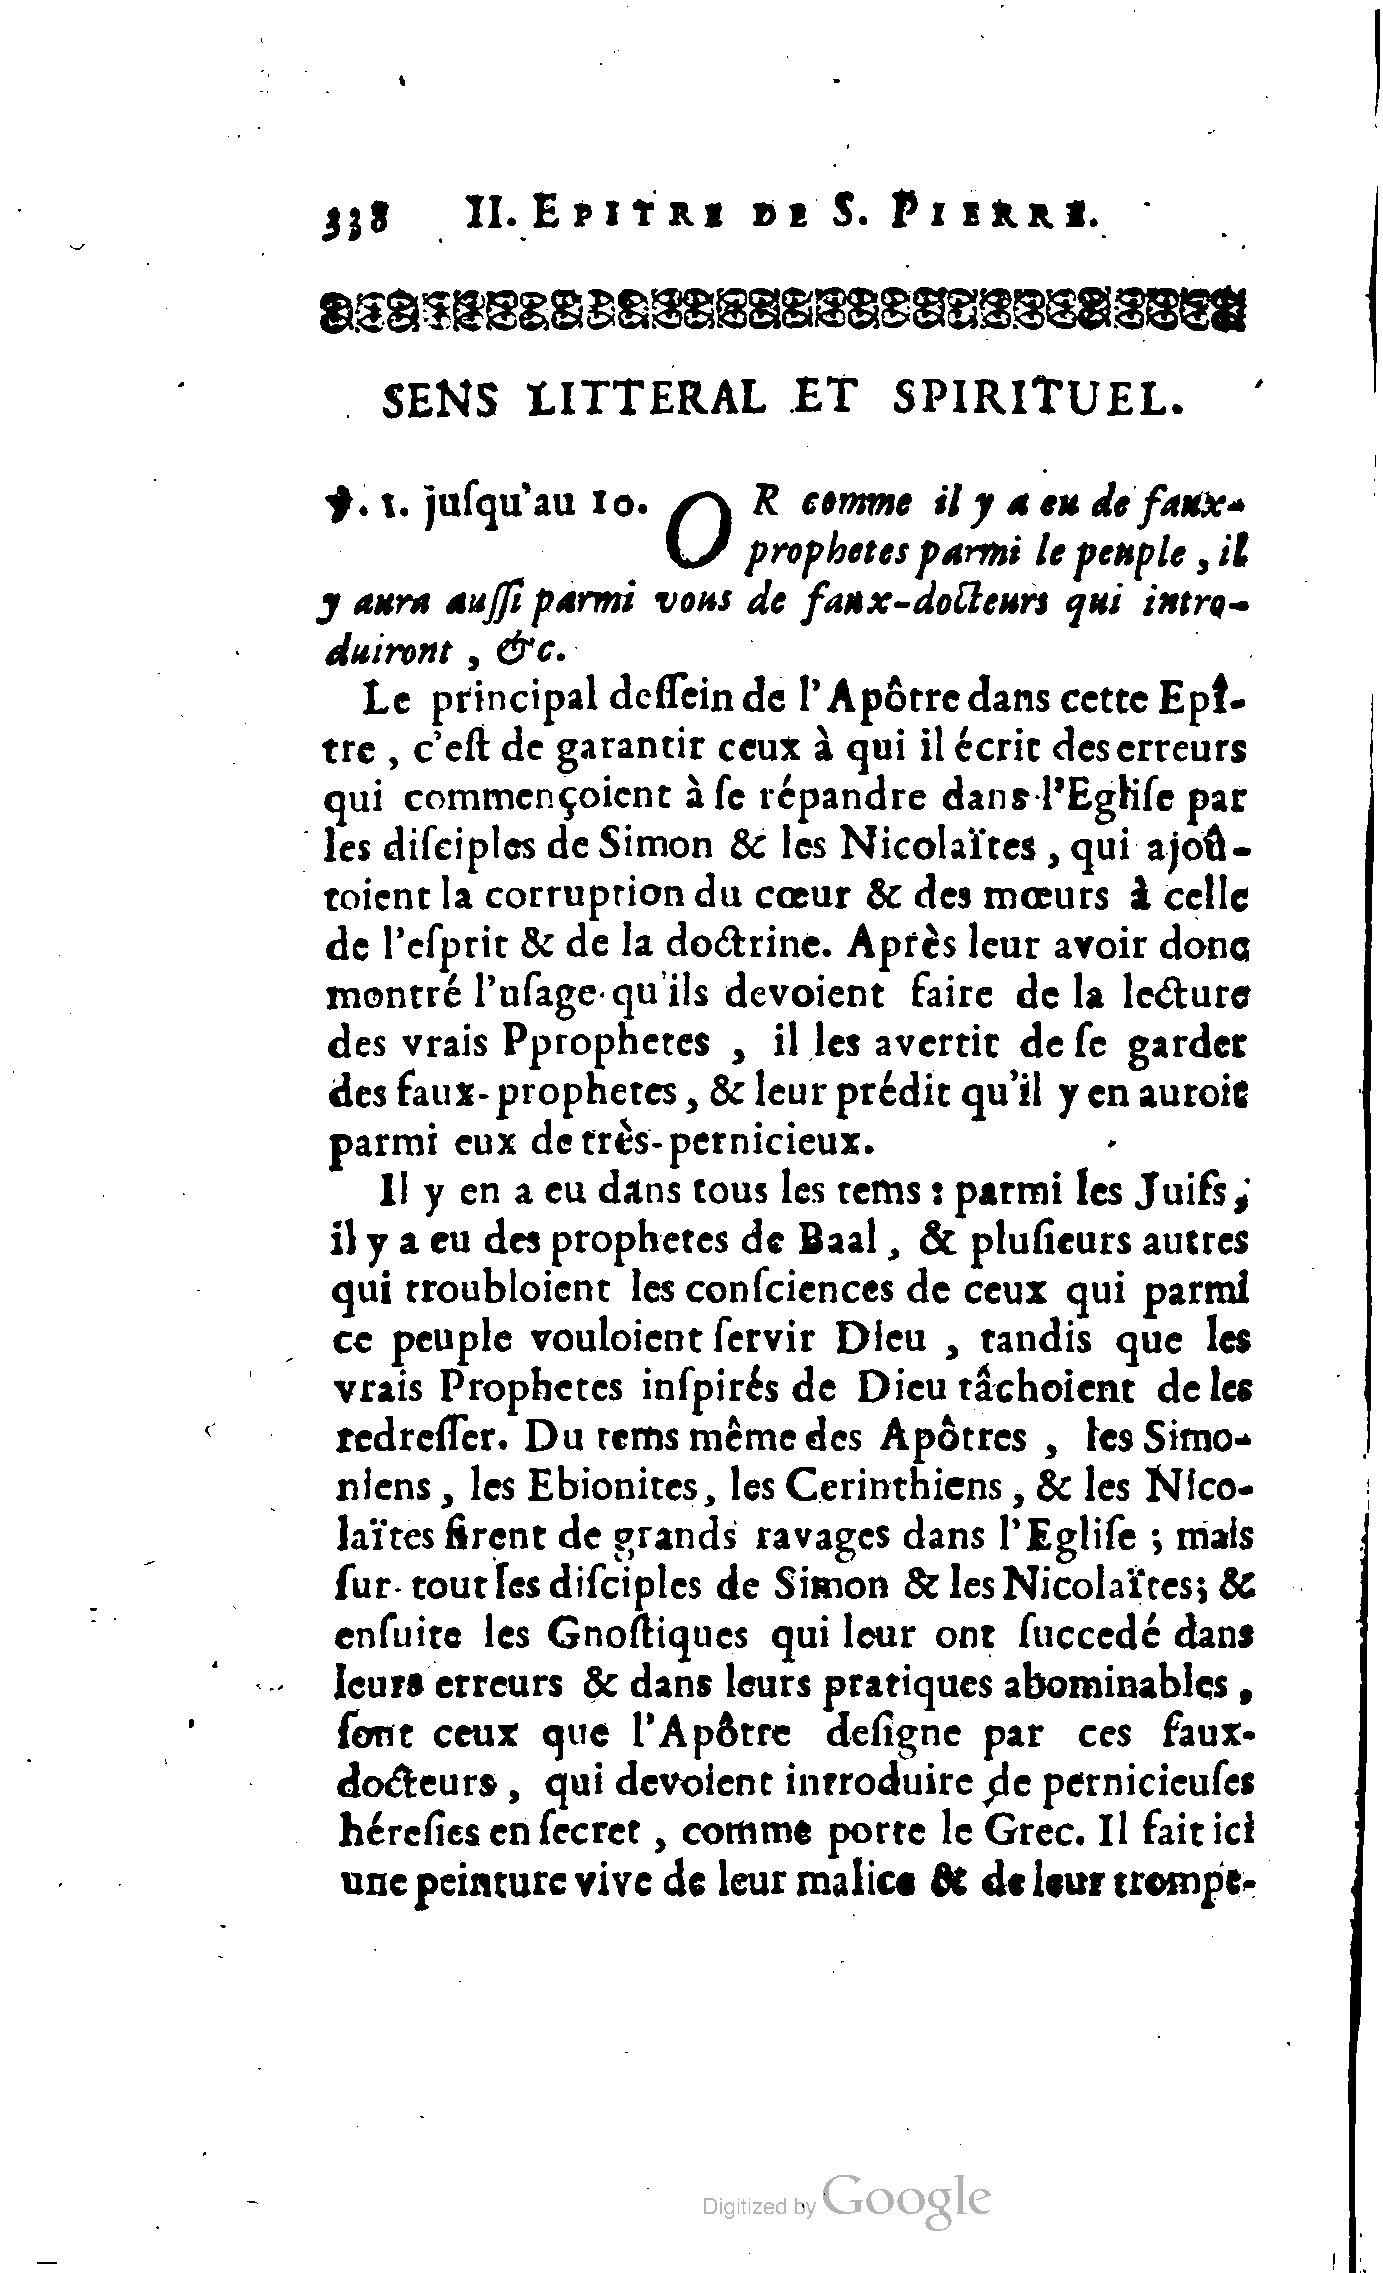 338 II. EPITRE DE S. PIERRE.
SENS LITTERAL ET SPIRITUEL.
℣. 1. juſqu'au 10. OR comme il y a eu de faux-
prophetes parmi le peuple, il
y aura auſſi parmi vous de faux-docteurs qui intro-
duiront, &c.
Le principal deſſein de l'Apôtre dans cette Epî-
tre, c'eſt de garantir ceux à qui il écrit des erreurs
qui commençoient à ſe répandre dans l'Egliſe par
les diſciples de Simon & les Nicolaïtes, qui ajoû-
toient la corruption du cœur & des mœurs à celle
de l'eſprit & de la doctrine. Après leur avoir donc
montré l'uſage qu'ils devoient faire de la lecture
des vrais Pprophetes, il les avertit de ſe garder
des faux-prophetes, & leur prédit qu'il y en auroit
parmi eux de très-pernicieux.
Il y en a eu dans tous les tems : parmi les Juifs,
il y a eu des prophetes de Baal, & pluſieurs autres
qui troubloient les conſciences de ceux qui parmi
ce peuple vouloient ſervir Dieu, tandis que les
vrais Prophetes inſpirés de Dieu tâchoient de les
redreſſer. Du tems même des Apôtres, les Simo-
niens, les Ebionites, les Cerinthiens, & les Nico-
laïtes firent de grands ravages dans l'Egliſe ; mais
ſur-tout les diſciples de Simon & les Nicolaïtes; &
enſuite les Gnoſtiques qui leur ont ſuccedé dans
leurs erreurs & dans leurs pratiques abominables,
ſont ceux que l'Apôtre deſigne par ces faux-
docteurs, qui devoient introduire de pernicieuſes
héreſies en ſecret, comme porte le Grec. Il fait ici
une peinture vive de leur malice & de leur trompe-
Digitized by Google